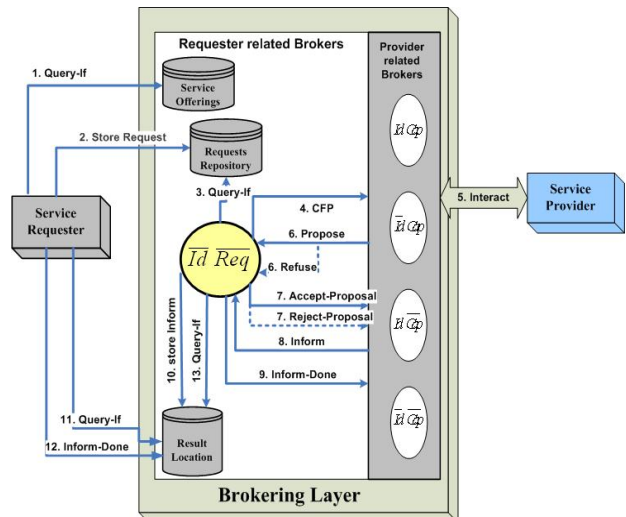 Requester related Brokers
Provider
related
Brokers
1. Query-If
Service
Offerings
2. Store Request
Requests
Repository
3. Query-If
4. CFP
5. Interact
Service
Provider
Service
Requester
Id Req
6. Propose
6. Refuse
7. Accept-Proposal
7. Reject-Proposal
8. Inform
9. Inform-Done
10. store Inform
13. Query-If
11. Query-If
12. Inform-Done
Result
Location
Brokering Layer